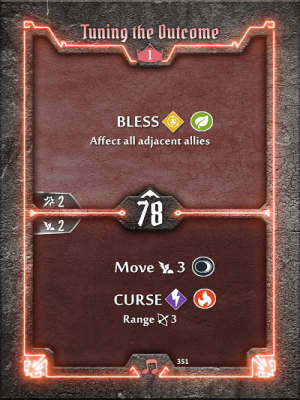 Tuning the Outcome
1
BLESS
Affect all adjacent allies
2
78
2
Move 3
CURSE
Range 3
351